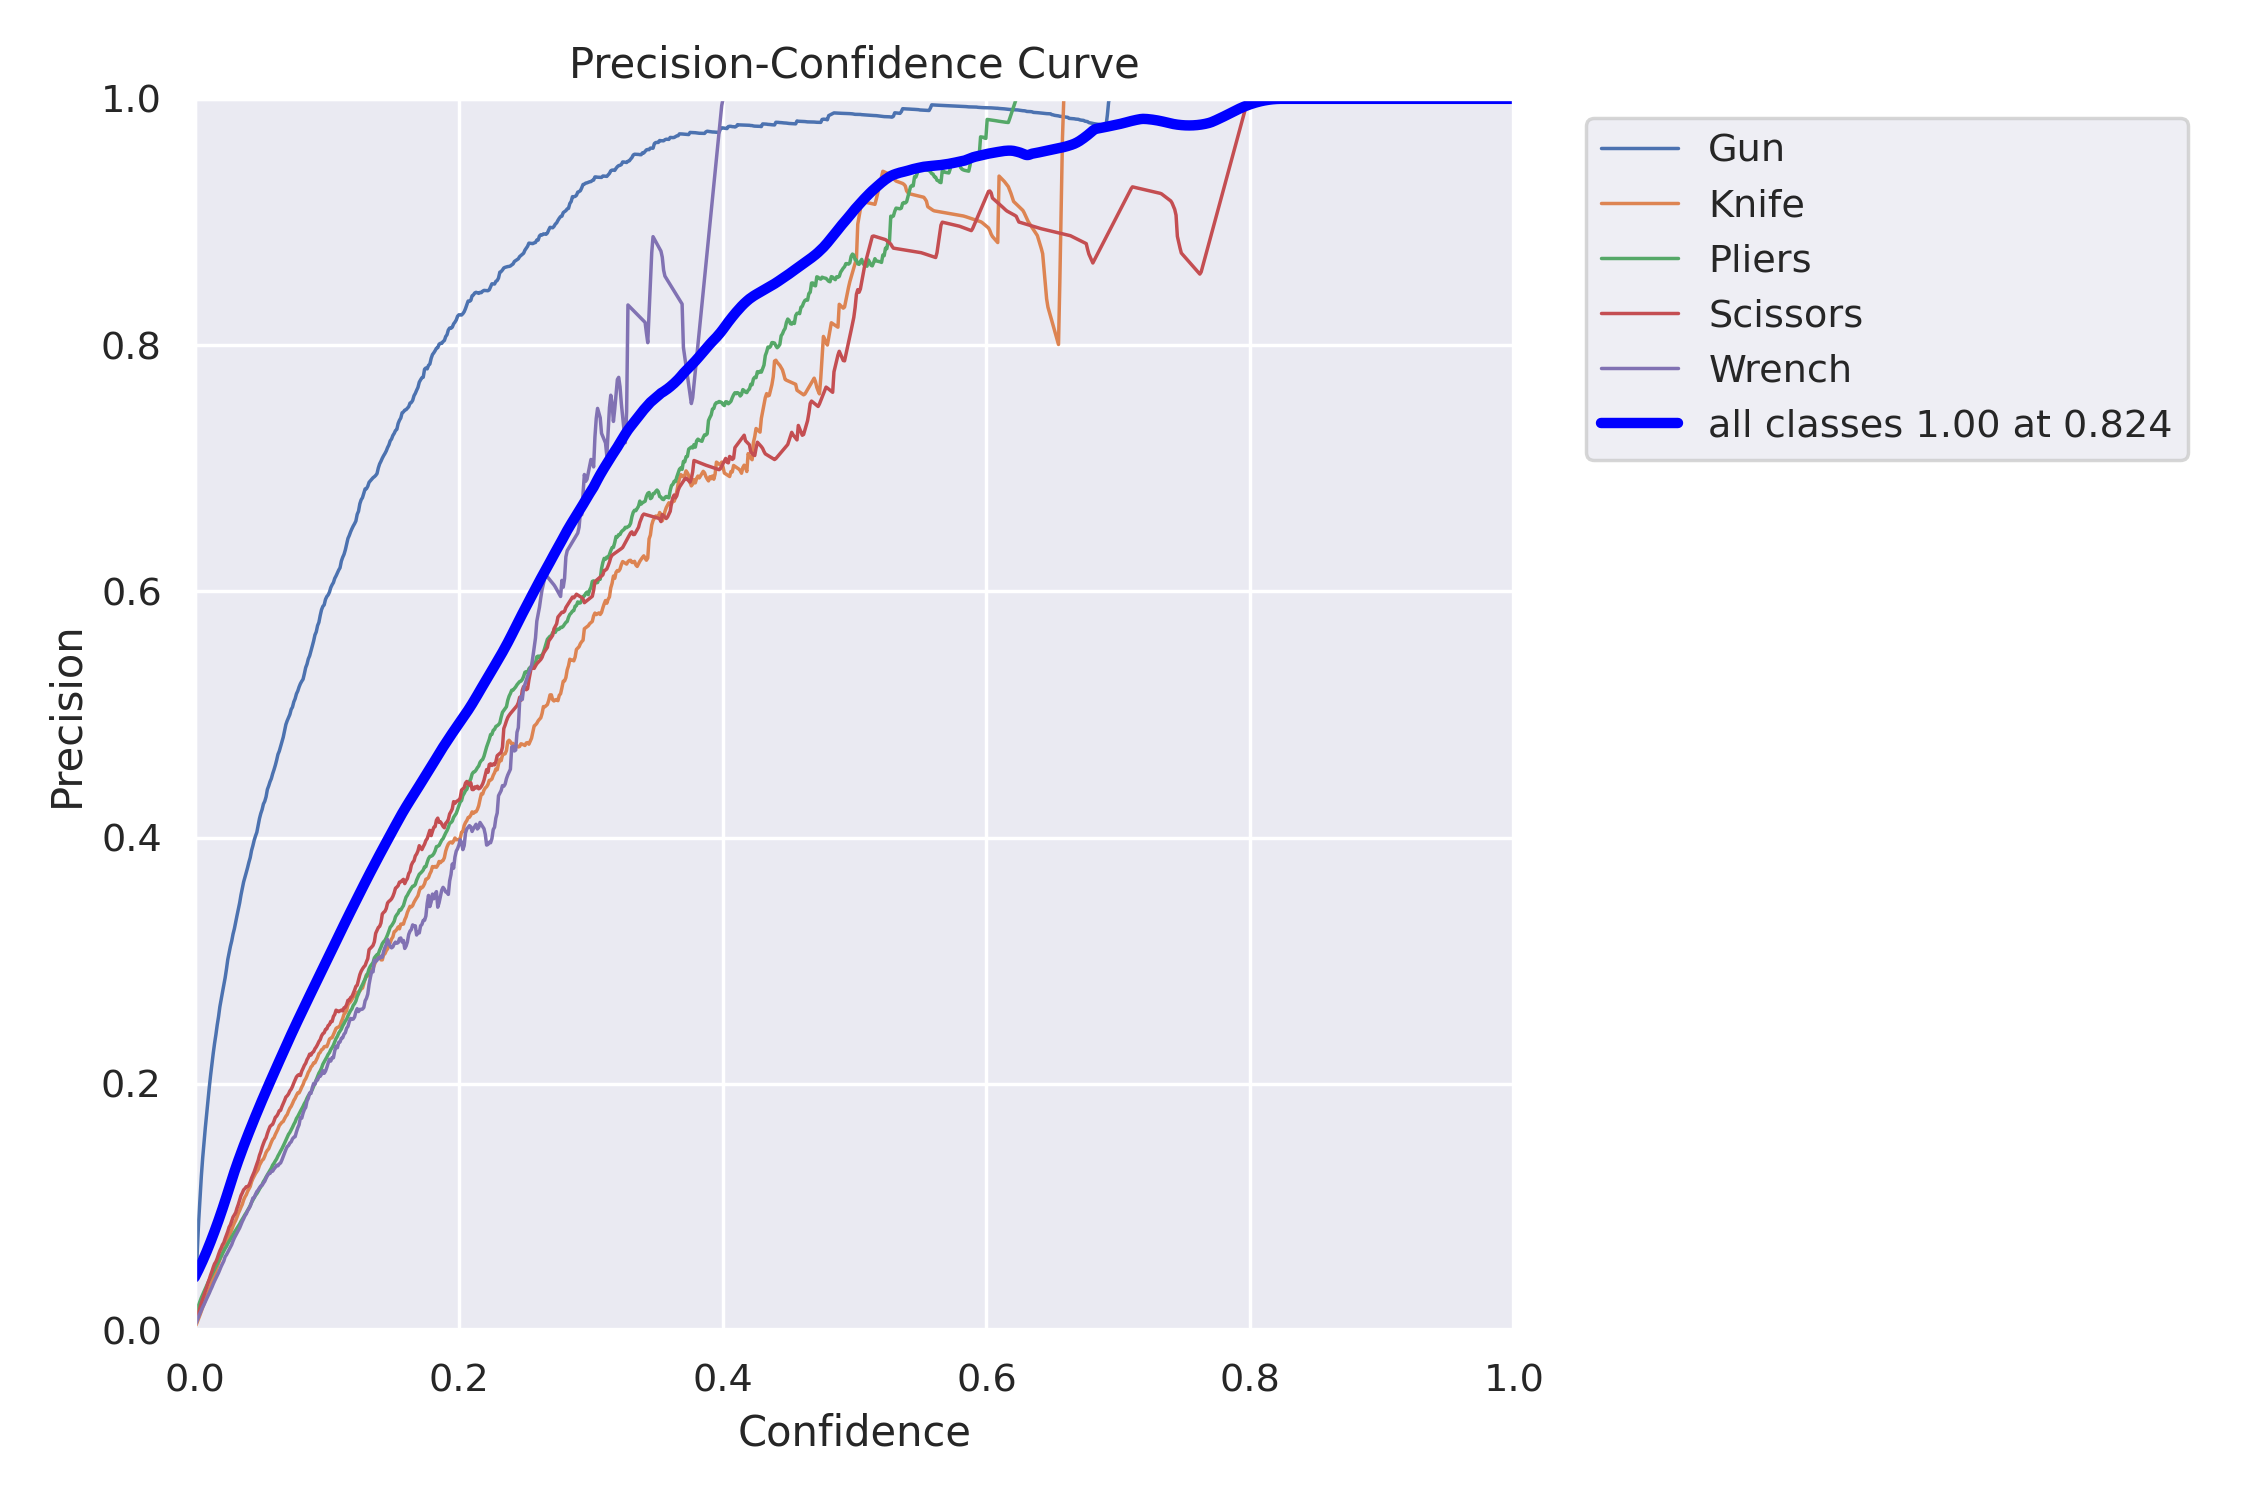 Precision-Confidence Curve
1.0
0.8
0.6
0.4
0.2
0.0
Precision
0.0 0.2 0.4 0.6 0.8 1.0
Confidence
Gun
Knife
Pliers
Scissors
Wrench
all classes 1.00 at 0.824